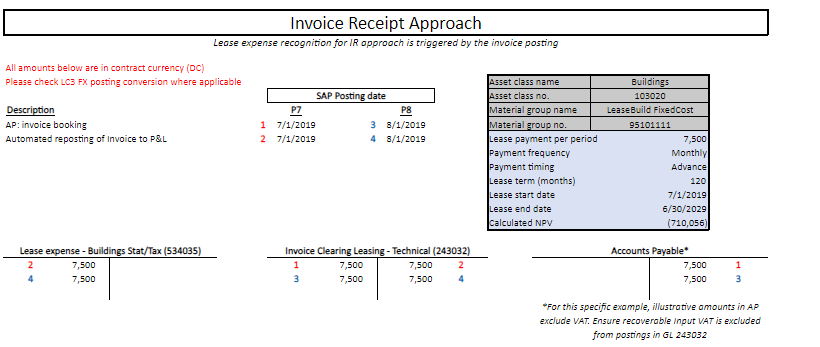 Invoice Receipt Approach
Lease expense recognition for IR approach is triggered by the invoice posting
All amounts below are in contract currency (DC)
Please check LC3 FX posting conversion where applicable
SAP Posting date
Description P7 P8
AP: invoice booking 1 7/1/2019 3 8/1/2019
Automated reposting of Invoice to P&L 2 7/1/2019 4 8/1/2019
Asset class name Buildings
Asset class no. 103020
Material group name LeaseBuild FixedCost
Material group no. 95101111
Lease payment per period 7,500
Payment frequency Monthly
Payment timing Advance
Lease term (months) 120
Lease start date 7/1/2019
Lease end date 6/30/2029
Calculated NPV (710,056)
Lease expense - Buildings Stat/Tax (534035)
2 7,500
4 7,500
Invoice Clearing Leasing - Technical (243032)
1 7,500 7,500 2
3 7,500 7,500 4
Accounts Payable*
7,500 1
7,500 3
*For this specific example, illustrative amounts in AP
exclude VAT. Ensure recoverable Input VAT is excluded
from postings in GL 243032